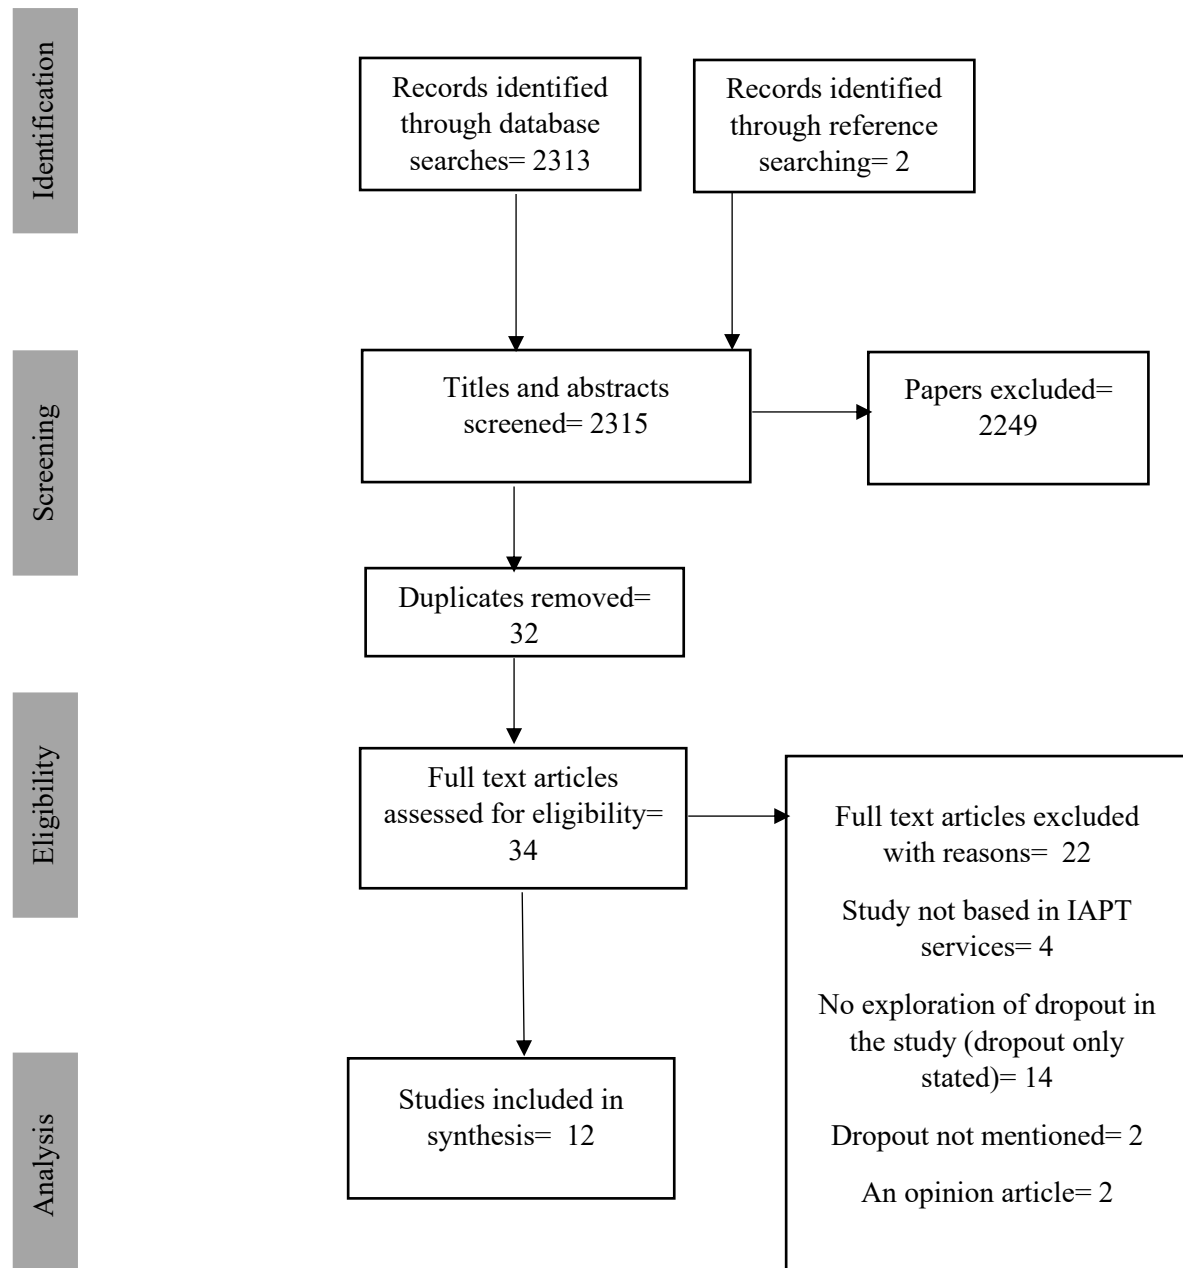 Identification
Records identified
through database
searches= 2313
Records identified
through reference
searching= 2
Screening
Titles and abstracts
screened= 2315
Papers excluded=
2249
Duplicates removed=
32
Eligibility
Full text articles
assessed for eligibility=
34
Full text articles excluded
with reasons=  22
Study not based in IAPT
services= 4
No exploration of dropout in
the study (dropout only
stated)= 14
Dropout not mentioned= 2
An opinion article= 2
Analysis
Studies included in
synthesis=  12